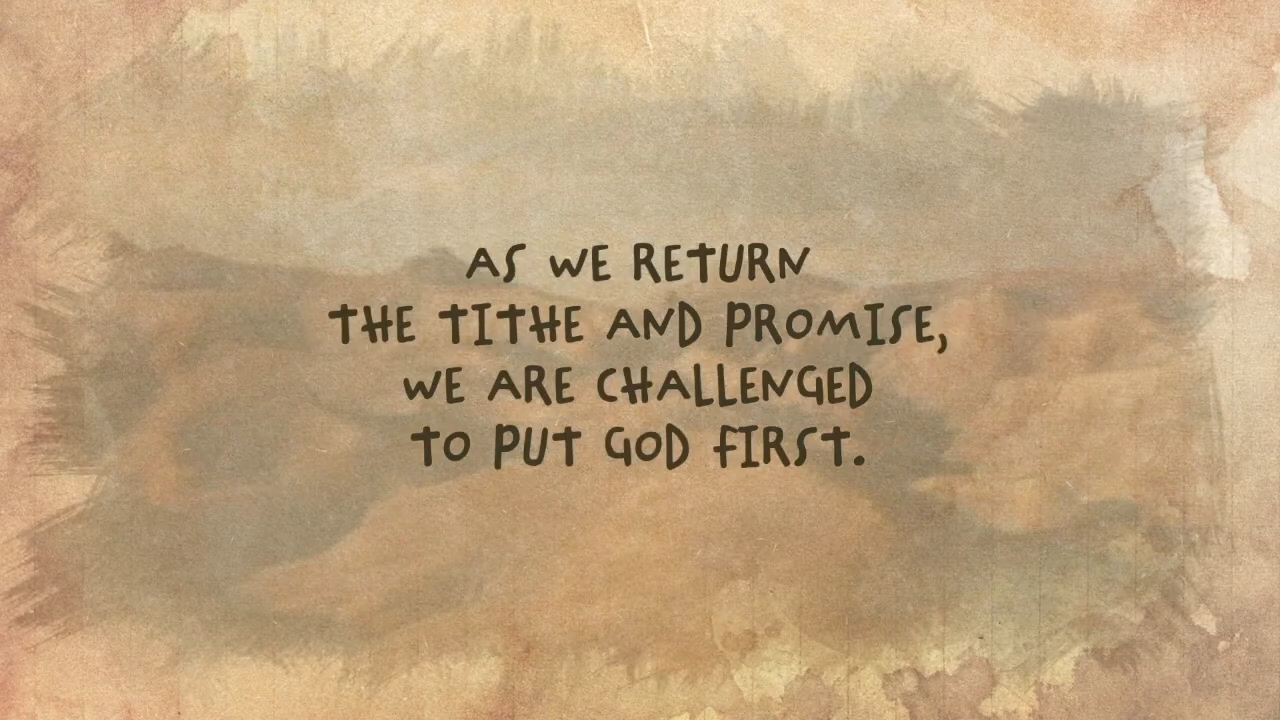 AS WE RETURN
THE TITHE AND PROMISE,
WE ARE CHALLENGED
TO PUT GOD FIRST.